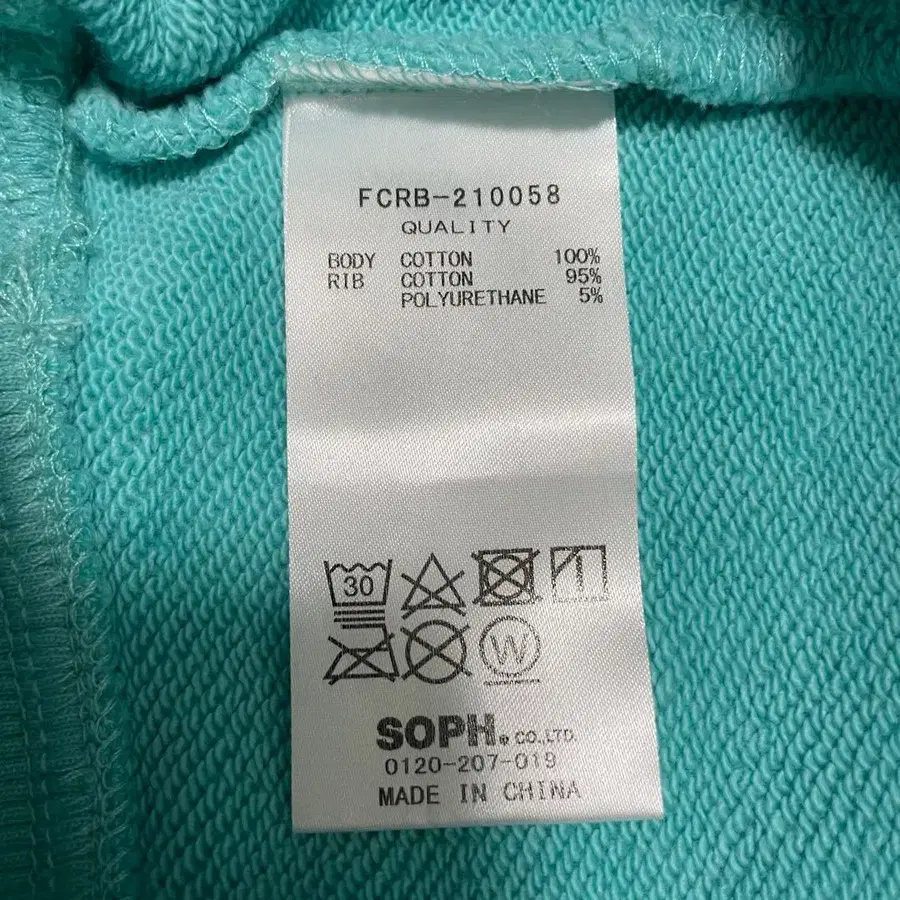 FCRB-210058
QUALITY
BODY COTTON 100%
RIB COTTON 95%
POLYURETHANE 5%
30
W
SOPH® CO.,LTD.
0120-207-019
MADE IN CHINA